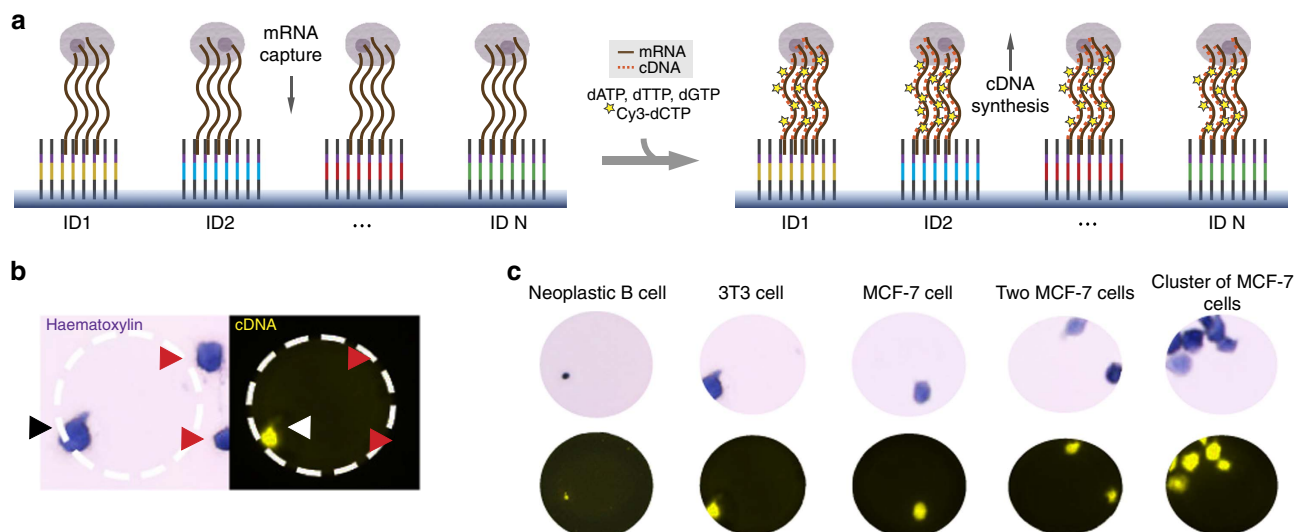 a
mRNA
capture
mRNA
cDNA
dATP, dTTP, dGTP
Cy3-dCTP
cDNA
synthesis
ID1
ID2
...
ID N
ID1
ID2
...
ID N
b
Haematoxylin
cDNA
c
Neoplastic B cell
3T3 cell
MCF-7 cell
Two MCF-7 cells
Cluster of MCF-7
cells